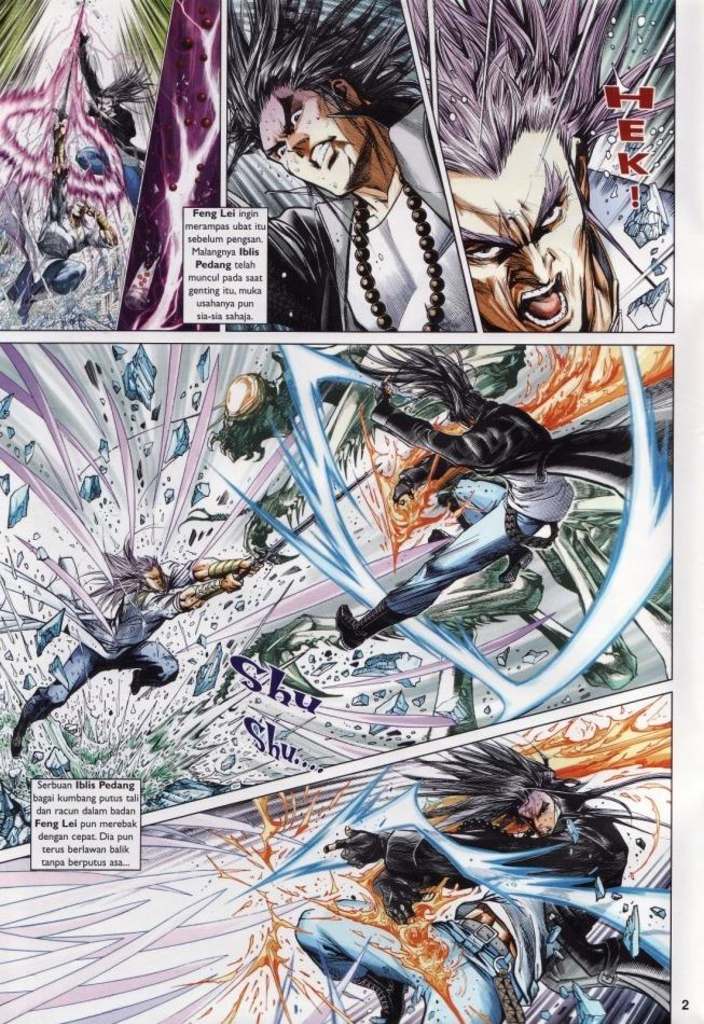 Feng Lei ingin
merampas ubat itu
sebelum pengsan.
Malangnya Iblis
Pedang telah
muncul pada saat
genting itu, muka
usahanya pun
sia-sia sahaja.
HEK!
Shu
Shu....
Serbuan Iblis Pedang
bagai kumbang putus tali
dan racun dalam badan
Feng Lei pun merebak
dengan cepat. Dia pun
terus berlawan balik
tanpa berputus asa...
2